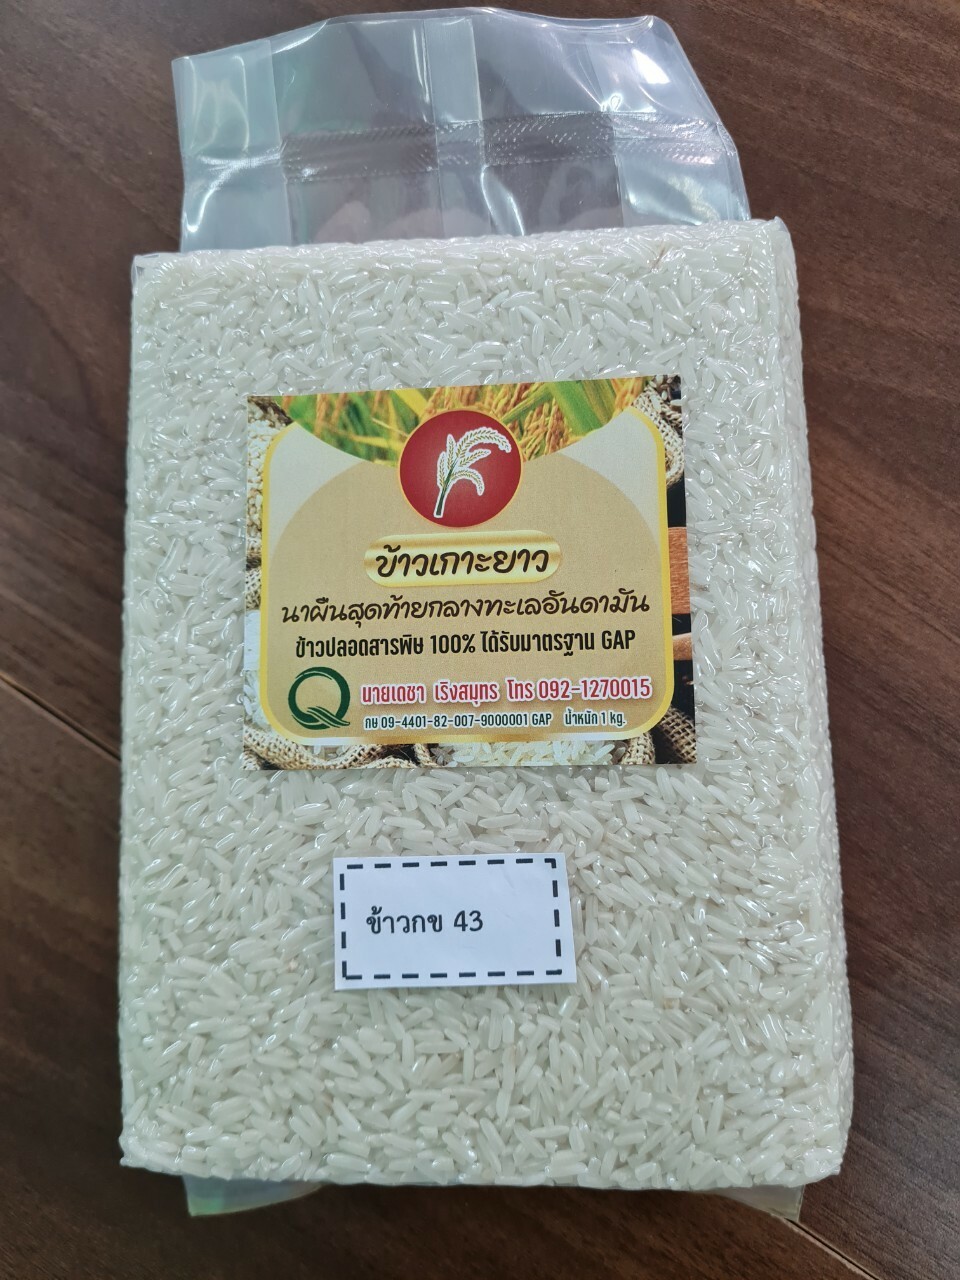 ข้าวเกาะยาว
นาผืนสุดท้ายกลางทะเลอันดามัน
ข้าวปลอดสารพิษ 100% ได้รับมาตรฐาน GAP
Q นายเดชา เริงสมุทร โทร 092-1270015
กษ 09-4401-82-007-9000001 GAP น้ำหนัก 1 kg.
ข้าวกข 43